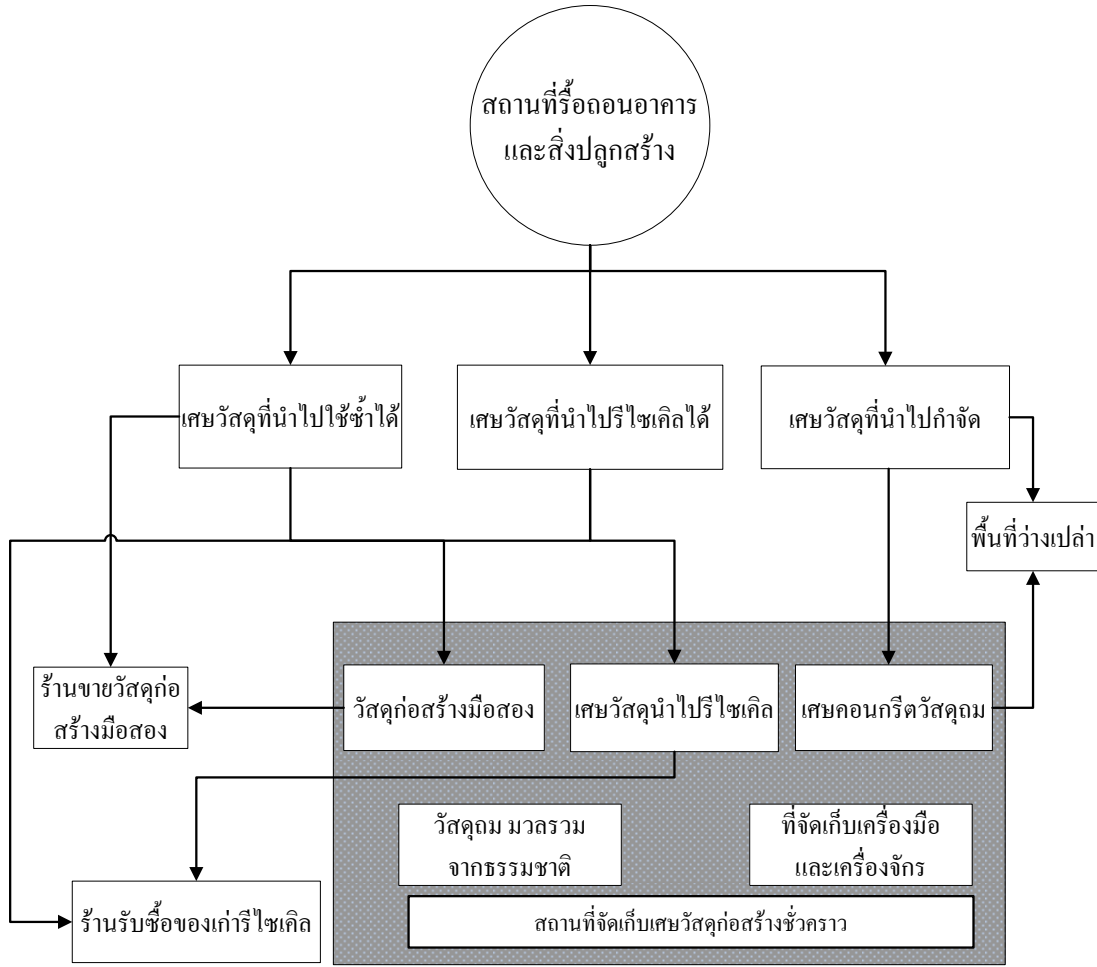 สถานที่รื้อถอนอาคาร
และสิ่งปลูกสร้าง
เศษวัสดุที่นำไปใช้ซ้ำได้
เศษวัสดุที่นำไปรีไซเคิลได้
เศษวัสดุที่นำไปกำจัด
พื้นที่ว่างเปล่า
ร้านขายวัสดุก่อ
สร้างมือสอง
วัสดุก่อสร้างมือสอง
เศษวัสดุนำไปรีไซเคิล
เศษคอนกรีตวัสดุถม
วัสดุถม มวลรวม
จากธรรมชาติ
ที่จัดเก็บเครื่องมือ
และเครื่องจักร
ร้านรับซื้อของเก่ารีไซเคิล
สถานที่จัดเก็บเศษวัสดุก่อสร้างชั่วคราว